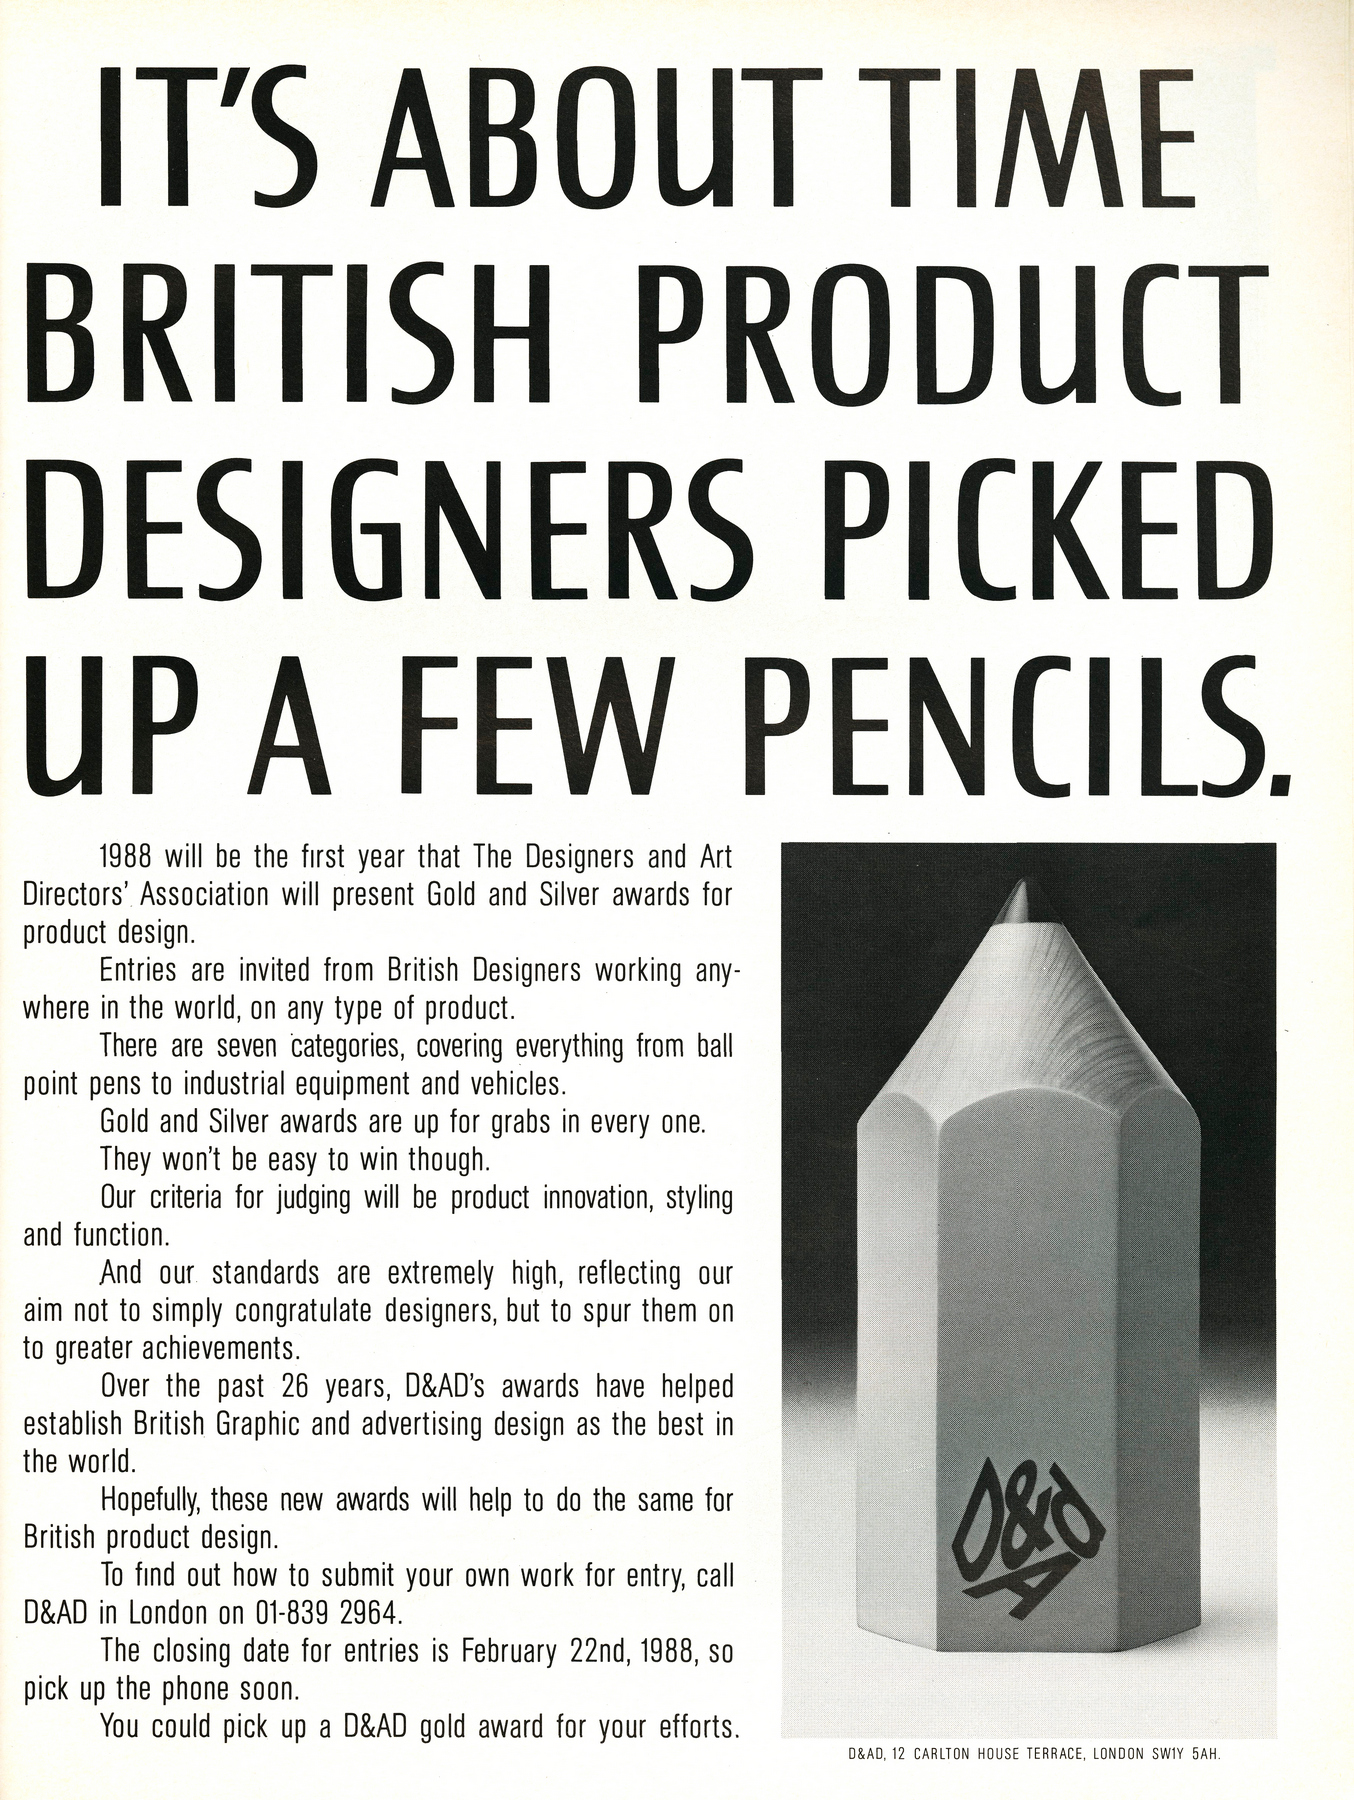 IT'S ABOUT TIME
BRITISH PRODUCT
DESIGNERS PICKED
UP A FEW PENCILS.
1988 will be the first year that The Designers and Art
Directors' Association will present Gold and Silver awards for
product design.
Entries are invited from British Designers working any-
where in the world, on any type of product.
There are seven categories, covering everything from ball
point pens to industrial equipment and vehicles.
Gold and Silver awards are up for grabs in every one.
They won't be easy to win though.
Our criteria for judging will be product innovation, styling
and function.
And our standards are extremely high, reflecting our
aim not to simply congratulate designers, but to spur them on
to greater achievements.
Over the past 26 years, D&AD's awards have helped
establish British Graphic and advertising design as the best in
the world.
Hopefully, these new awards will help to do the same for
British product design.
To find out how to submit your own work for entry, call
D&AD in London on 01-839 2964.
The closing date for entries is February 22nd, 1988, so
pick up the phone soon.
You could pick up a D&AD gold award for your efforts.
D&AD
D&AD, 12 CARLTON HOUSE TERRACE, LONDON SW1Y 5AH.